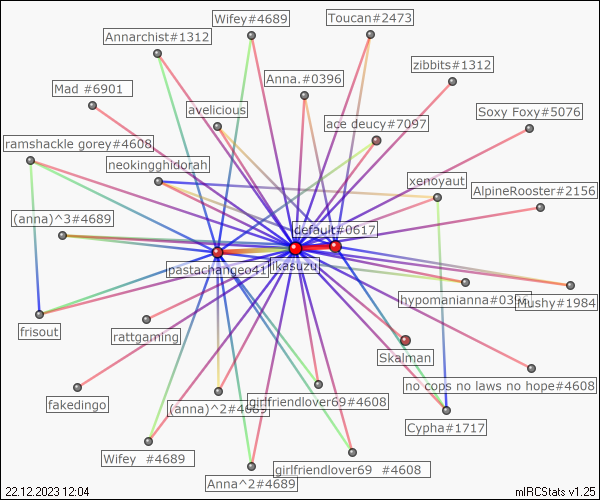 Wifey#4689
Toucan#2473
Annarchist#1312
zibbits#1312
Anna.#0396
Mad #6901
avelicious
Soxy Foxy#5076
ace deucy#7097
ramshackle gorey#4608
neokingghidorah
xenoyaut
AlpineRooster#2156
(anna)^3#4689
default#0617
pastachangeo41
ikasuzu
hypomanianna#039
Mushy#1984
frisout
rattgaming
Skalman
no cops no laws no hope#4608
fakedingo
(anna)^2#4689
girlfriendlover69#4608
Cypha#1717
Wifey #4689
Anna^2#4689
girlfriendlover69 #4608
22.12.2023 12:04
mIRCStats v1.25